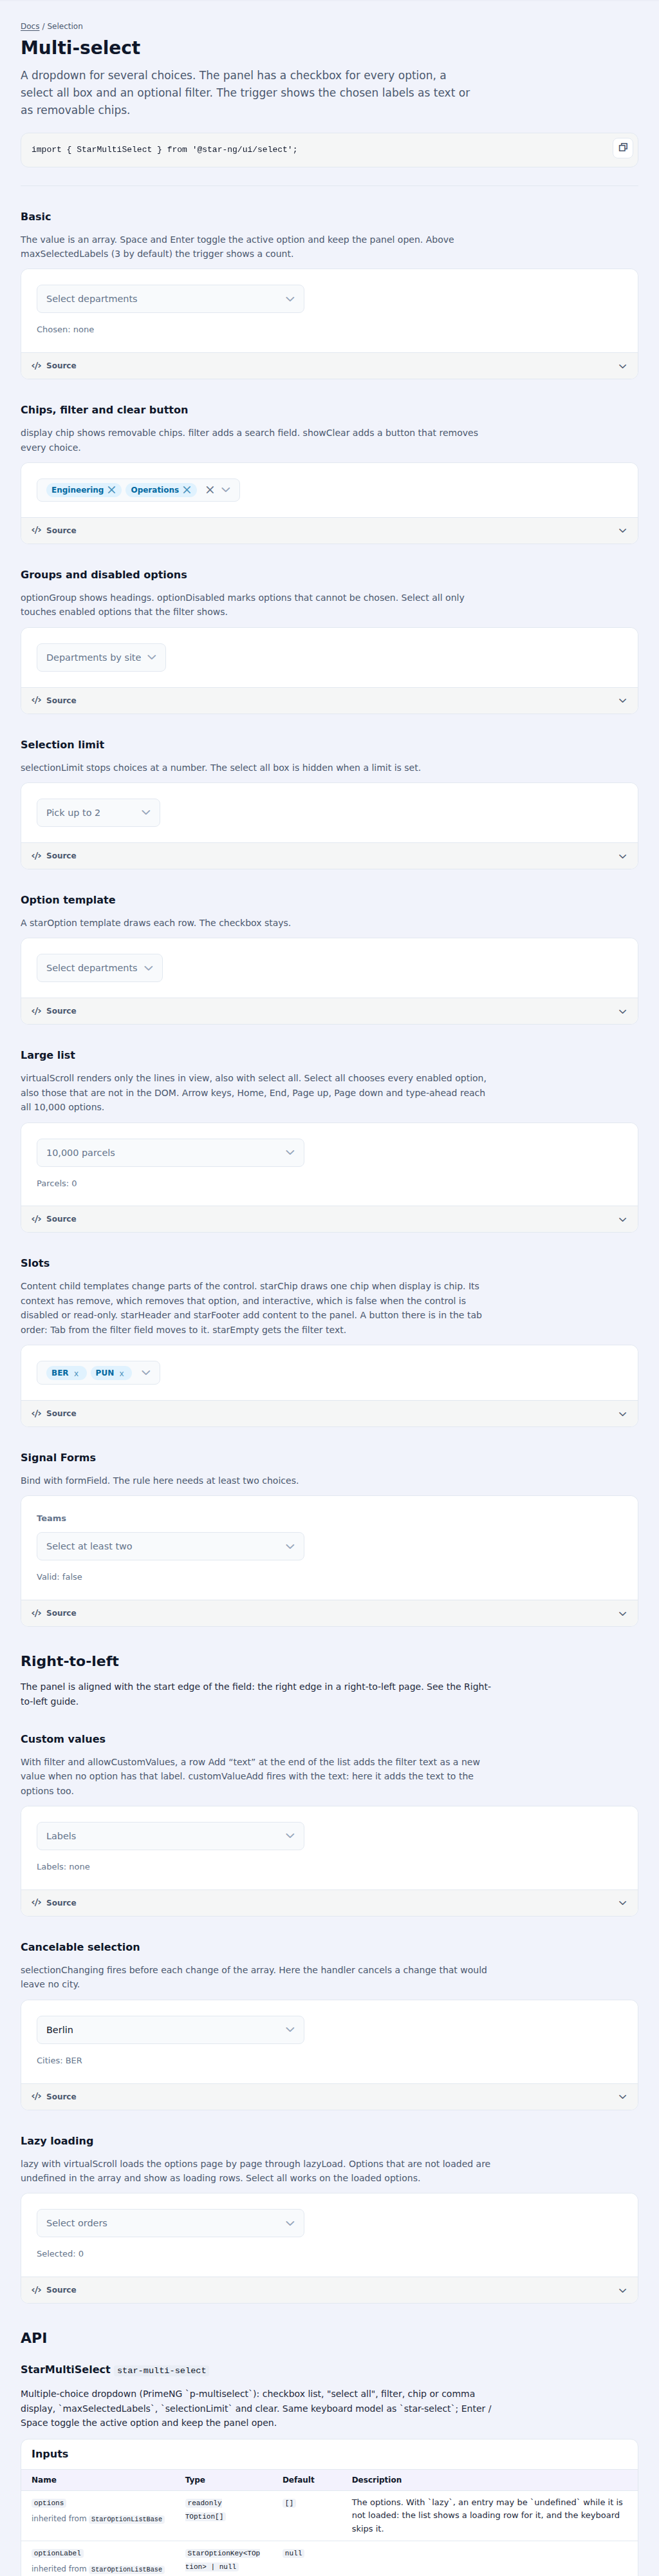 Docs / Selection
Multi-select
A dropdown for several choices. The panel has a checkbox for every option, a
select all box and an optional filter. The trigger shows the chosen labels as text or
as removable chips.
import { StarMultiSelect } from '@star-ng/ui/select';
Basic
The value is an array. Space and Enter toggle the active option and keep the panel open. Above
maxSelectedLabels (3 by default) the trigger shows a count.
Select departments
Chosen: none
Source
Chips, filter and clear button
display chip shows removable chips. filter adds a search field. showClear adds a button that removes
every choice.
Engineering Operations
Source
Groups and disabled options
optionGroup shows headings. optionDisabled marks options that cannot be chosen. Select all only
touches enabled options that the filter shows.
Departments by site
Source
Selection limit
selectionLimit stops choices at a number. The select all box is hidden when a limit is set.
Pick up to 2
Source
Option template
A starOption template draws each row. The checkbox stays.
Select departments
Source
Large list
virtualScroll renders only the lines in view, also with select all. Select all chooses every enabled option,
also those that are not in the DOM. Arrow keys, Home, End, Page up, Page down and type-ahead reach
all 10,000 options.
10,000 parcels
Parcels: 0
Source
Slots
Content child templates change parts of the control. starChip draws one chip when display is chip. Its
context has remove, which removes that option, and interactive, which is false when the control is
disabled or read-only. starHeader and starFooter add content to the panel. A button there is in the tab
order: Tab from the filter field moves to it. starEmpty gets the filter text.
BER x PUN x
Source
Signal Forms
Bind with formField. The rule here needs at least two choices.
Teams
Select at least two
Valid: false
Source
Right-to-left
The panel is aligned with the start edge of the field: the right edge in a right-to-left page. See the Right-
to-left guide.
Custom values
With filter and allowCustomValues, a row Add “text” at the end of the list adds the filter text as a new
value when no option has that label. customValueAdd fires with the text: here it adds the text to the
options too.
Labels
Labels: none
Source
Cancelable selection
selectionChanging fires before each change of the array. Here the handler cancels a change that would
leave no city.
Berlin
Cities: BER
Source
Lazy loading
lazy with virtualScroll loads the options page by page through lazyLoad. Options that are not loaded are
undefined in the array and show as loading rows. Select all works on the loaded options.
Select orders
Selected: 0
Source
API
StarMultiSelect star-multi-select
Multiple-choice dropdown (PrimeNG `p-multiselect`): checkbox list, "select all", filter, chip or comma
display, `maxSelectedLabels`, `selectionLimit` and clear. Same keyboard model as `star-select`; Enter /
Space toggle the active option and keep the panel open.
Inputs
Name Type Default Description
options readonly TOption[] [] The options. With `lazy`, an entry may be `undefined` while it is
inherited from StarOptionListBase not loaded: the list shows a loading row for it, and the keyboard
skips it.
optionLabel StarOptionKey<TOp null
inherited from StarOptionListBase tion> | null